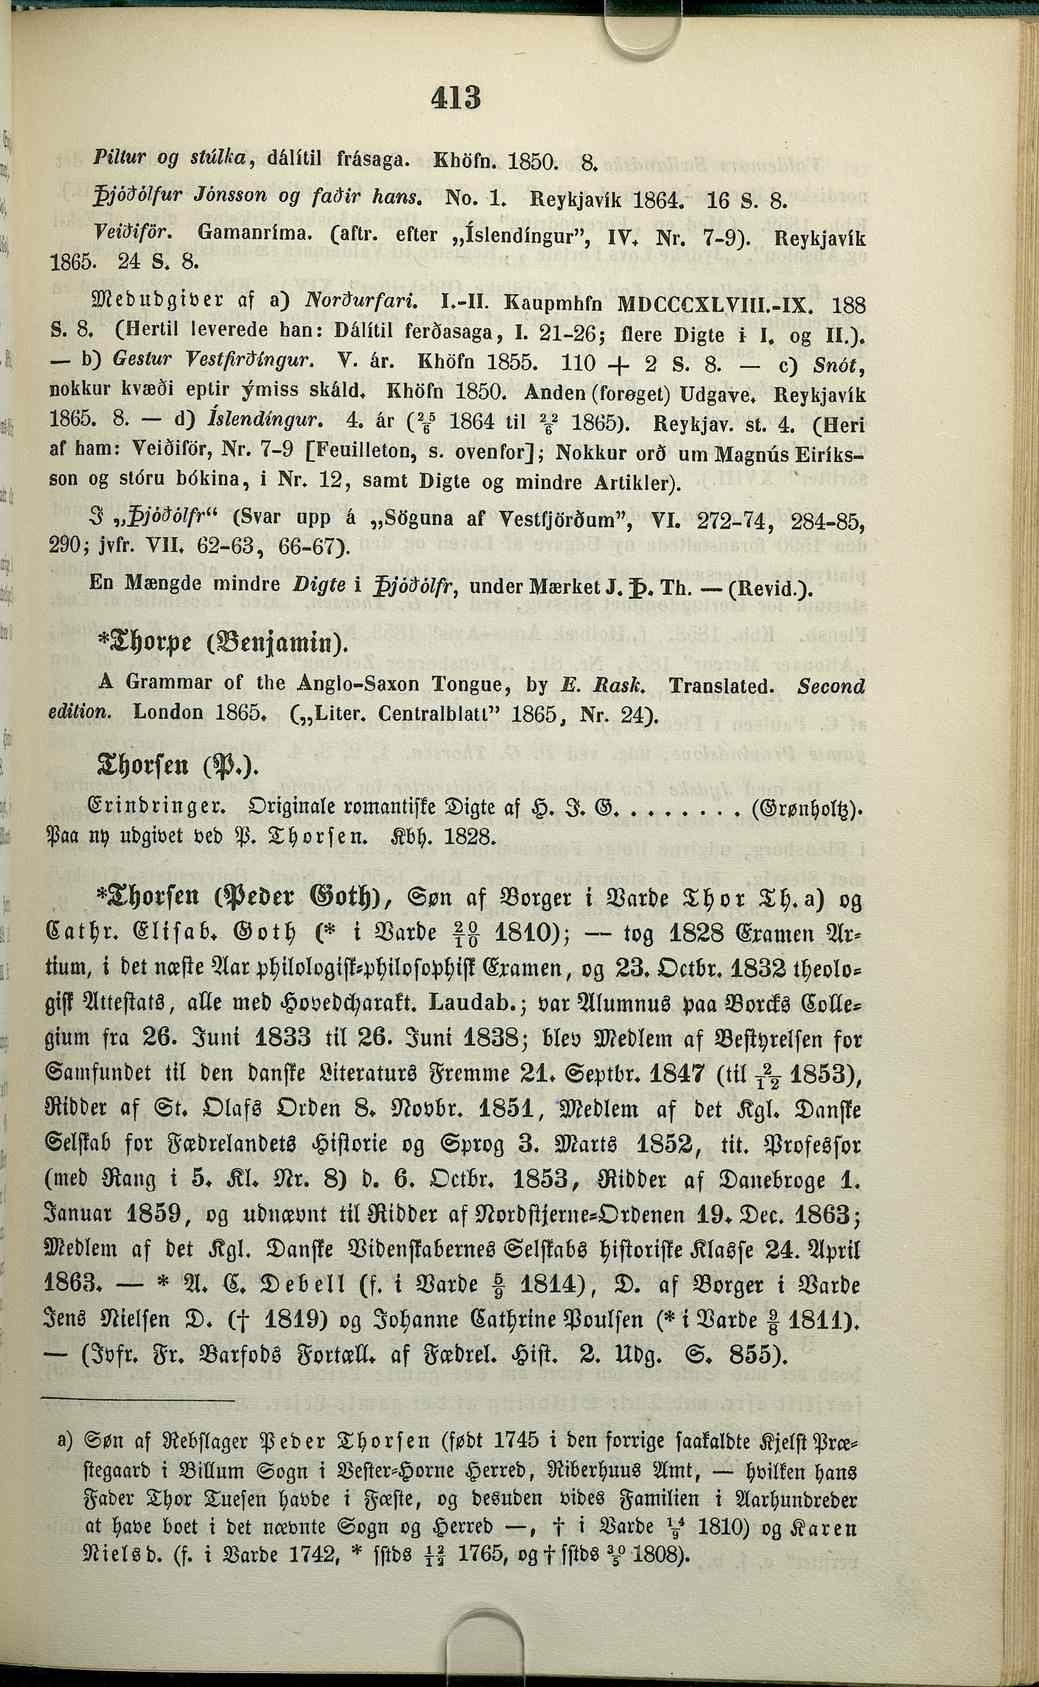 413
Piltur og stúlka, dálítil frásaga. Khöfn. 1850. 8.
Þjóðólfur Jónsson og faðir hans. No. 1. Reykjavík 1864. 16 S. 8.
Veiðiför. Gamanríma. (aftr. efter „Íslendíngur”, IV. Nr. 7-9). Reykjavík
1865. 24 S. 8.
Medudgiver af a) Norðurfari. I.-II. Kaupmhfn MDCCCXLVIII.-IX. 188
S. 8. (Hertil leverede han: Dálítil ferðasaga, I. 21-26; flere Digte i I. og II.).
— b) Gestur Vestfirðíngur. V. ár. Khöfn 1855. 110 + 2 S. 8. — c) Snót,
nokkur kvæði eptir ýmiss skáld. Khöfn 1850. Anden (forøget) Udgave. Reykjavík
1865. 8. — d) Íslendíngur. 4. ár (25/6 1864 til 22/6 1865). Reykjav. st. 4. (Heri
af ham: Veiðiför, Nr. 7-9 [Feuilleton, s. ovenfor]; Nokkur orð um Magnús Eiríks-
son og stóru bókina, i Nr. 12, samt Digte og mindre Artikler).
I „Þjóðólfr“ (Svar upp á „Söguna af Vestfjörðum”, VI. 272-74, 284-85,
290; jvfr. VII. 62-63, 66-67).
En Mængde mindre Digte i Þjóðólfr, under Mærket J. Þ. Th. — (Revid.).
*Thorpe (Benjamin).
A Grammar of the Anglo-Saxon Tongue, by E. Rask. Translated. Second
edition. London 1865. („Liter. Centralblatt” 1865, Nr. 24).
Thorsen (P.).
Erindringer. Originale romantiske Digte af H. J. G. . . . . . . . . (Grønholtz).
Paa ny udgivet ved P. Thorsen. Kbh. 1828.
*Thorsen (Peder Goth), Søn af Borger i Varde Thor Th. a) og
Cathr. Elisab. Goth (* i Varde 20/10 1810); — tog 1828 Examen Ar-
tium, i det næste Aar philologisk-philosophisk Examen, og 23. Octbr. 1832 theolo-
gisk Attestats, alle med Hovedcharakt. Laudab.; var Alumnus paa Borcks Colle-
gium fra 26. Juni 1833 til 26. Juni 1838; blev Medlem af Bestyrelsen for
Samfundet til den danske Literaturs Fremme 21. Septbr. 1847 (til 2/12 1853),
Ridder af St. Olafs Orden 8. Novbr. 1851, Medlem af det Kgl. Danske
Selskab for Fædrelandets Historie og Sprog 3. Marts 1852, tit. Professor
(med Rang i 5. Kl. Nr. 8) d. 6. Octbr. 1853, Ridder af Danebroge 1.
Januar 1859, og udnævnt til Ridder af Nordstjerne-Ordenen 19. Dec. 1863;
Medlem af det Kgl. Danske Videnskabernes Selskabs historiske Klasse 24. April
1863. — * A. C. Debell (f. i Varde 5/9 1814), D. af Borger i Varde
Jens Nielsen D. († 1819) og Johanne Cathrine Poulsen (* i Varde 2/8 1811).
— (Jvfr. Fr. Barfods Fortæll. af Fædrel. Hist. 2. Udg. S. 855).
a) Søn af Rebslager Peder Thorsen (født 1745 i den forrige saakaldte Kjelst Præ-
stegaard i Billum Sogn i Vester-Horne Herred, Riberhuus Amt, — hvilken hans
Fader Thor Tuesen havde i Fæste, og desuden vides Familien i Aarhundreder
at have boet i det nævnte Sogn og Herred —, † i Varde 14/9 1810) og Karen
Nielsd. (f. i Varde 1742, * sstds 12/12 1765, og † sstds 30/5 1808).